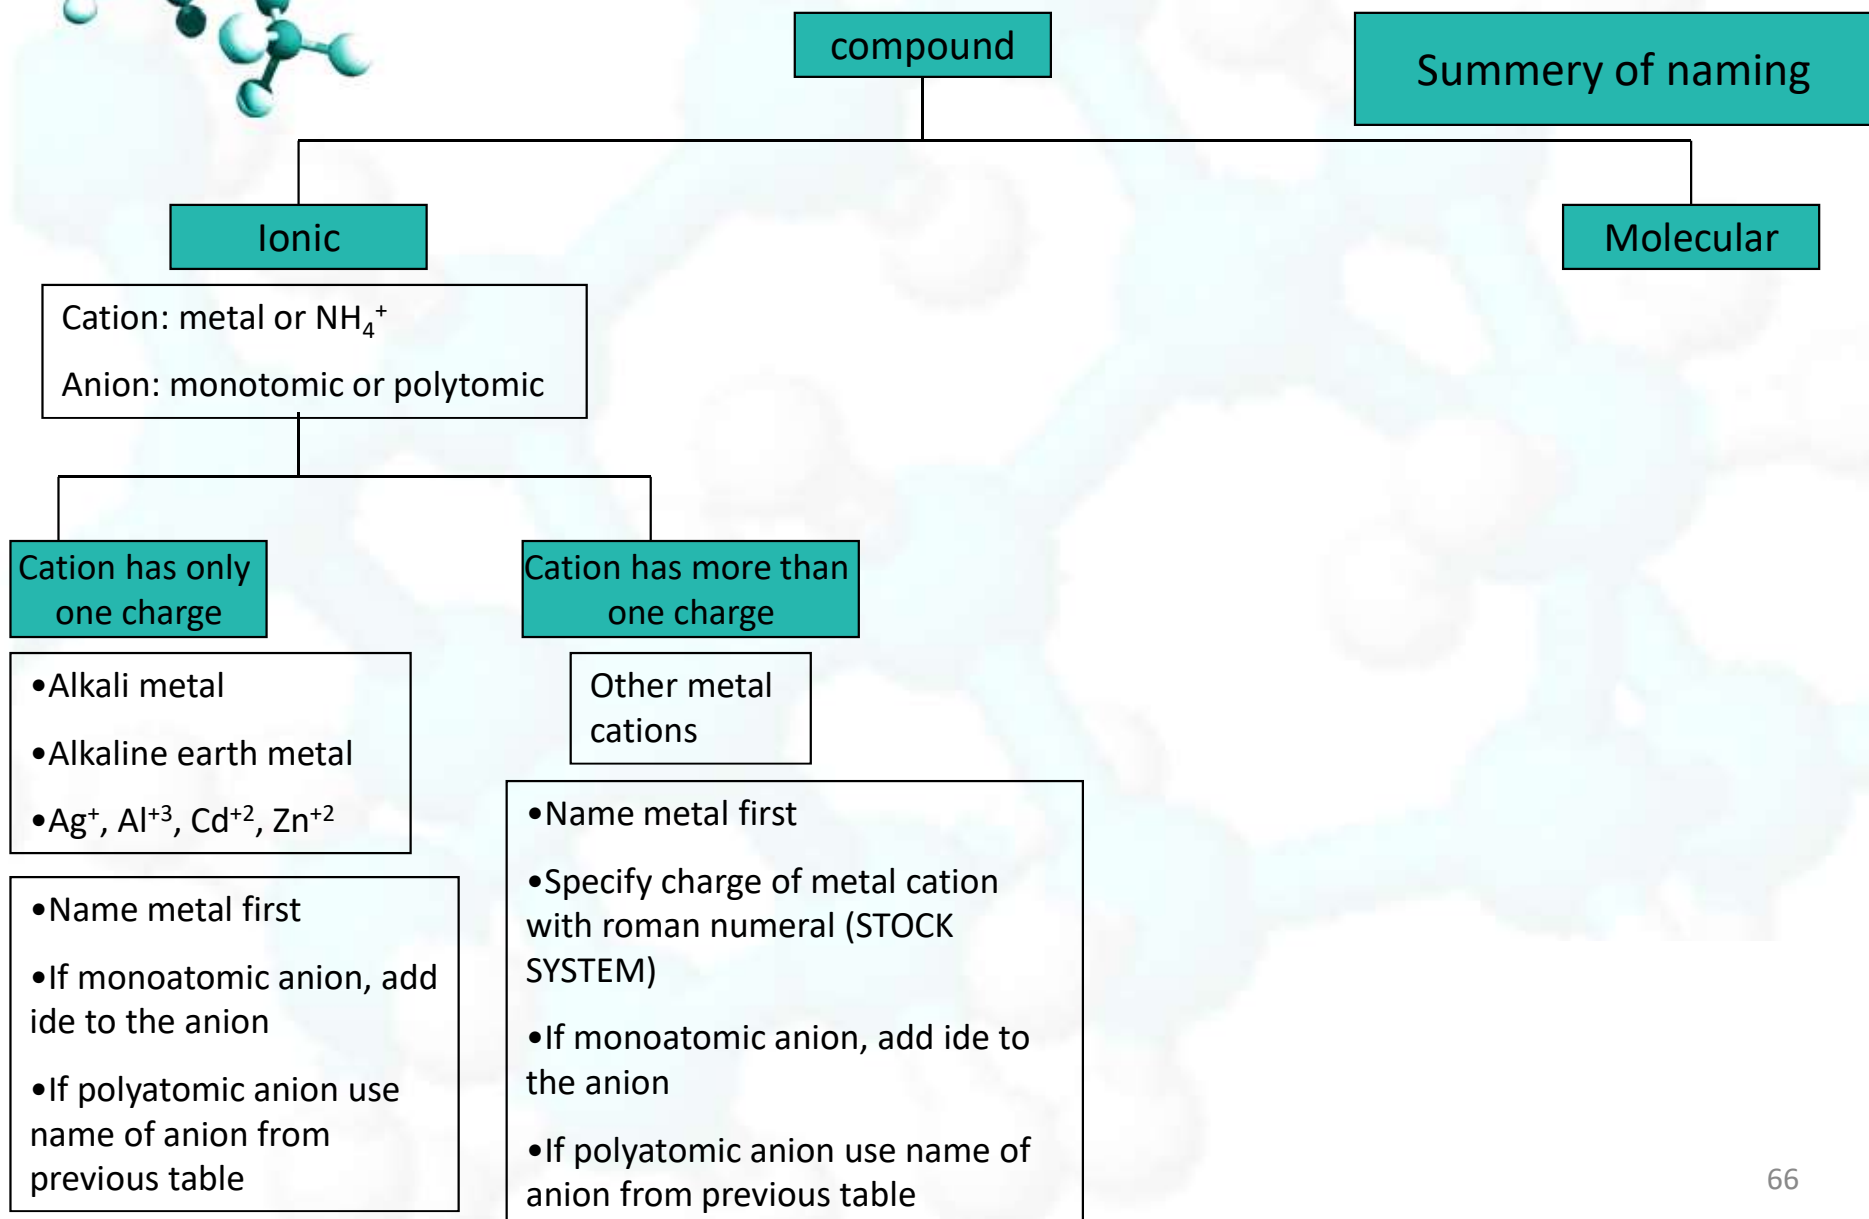 compound
Summery of naming
Ionic
Molecular
Cation: metal or NH₄⁺
Anion: monotomic or polytomic
Cation has only
one charge
Cation has more than
one charge
•Alkali metal
•Alkaline earth metal
•Ag⁺, Al⁺³, Cd⁺², Zn⁺²
Other metal
cations
•Name metal first
•If monoatomic anion, add
ide to the anion
•If polyatomic anion use
name of anion from
previous table
•Name metal first
•Specify charge of metal cation
with roman numeral (STOCK
SYSTEM)
•If monoatomic anion, add ide to
the anion
•If polyatomic anion use name of
anion from previous table
66